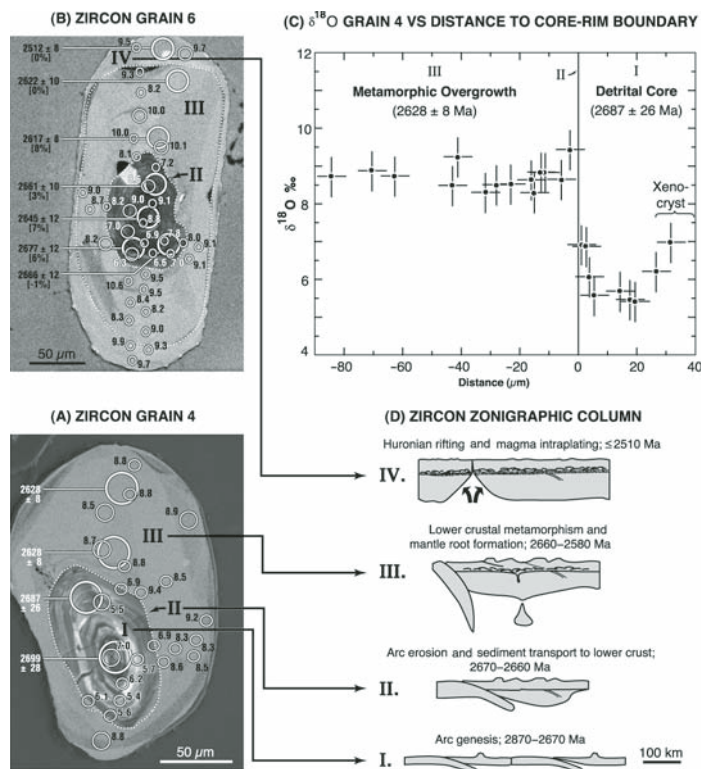 (B) ZIRCON GRAIN 6
2512 ± 8
[0%]
2622 ± 10
[0%]
2617 ± 8
[8%]
2661 ± 10
[3%]
2645 ± 12
[7%]
2677 ± 12
[6%]
2666 ± 12
[-1%]
9.5
9.7
IV
9.3
8.2
III
10.0
10.0
10.1
8.1
7.2
II
9.0
8.7
8.2
9.0
9.1
7.0
8.2
6.9
7.8
8.0
9.1
6.3
6.6
7.0
9.1
9.5
10.6
9.5
8.4
8.2
8.3
9.0
9.9
9.3
9.7
50 µm
(C) δ18O GRAIN 4 VS DISTANCE TO CORE-RIM BOUNDARY
12
10
8
6
4
δ18O ‰
III
Metamorphic Overgrowth
(2628 ± 8 Ma)
II
I
Detrital Core
(2687 ± 26 Ma)
Xeno-
cryst
−80
−60
−40
−20
0
20
40
Distance (µm)
(A) ZIRCON GRAIN 4
8.8
2628
± 8
8.8
8.5
8.9
III
8.7
2628
± 8
8.8
8.5
6.9
9.4
2687
± 26
5.5
II
9.2
I
7.0
6.9
8.3
8.3
2699
± 28
5.7
8.6
8.5
6.2
6.1
5.4
5.6
8.8
50 µm
(D) ZIRCON ZONIGRAPHIC COLUMN
Huronian rifting and magma intraplating; ≤2510 Ma
IV.
Lower crustal metamorphism and
mantle root formation; 2660–2580 Ma
III.
Arc erosion and sediment transport to lower crust;
2670–2660 Ma
II.
Arc genesis; 2870–2670 Ma
I.
100 km